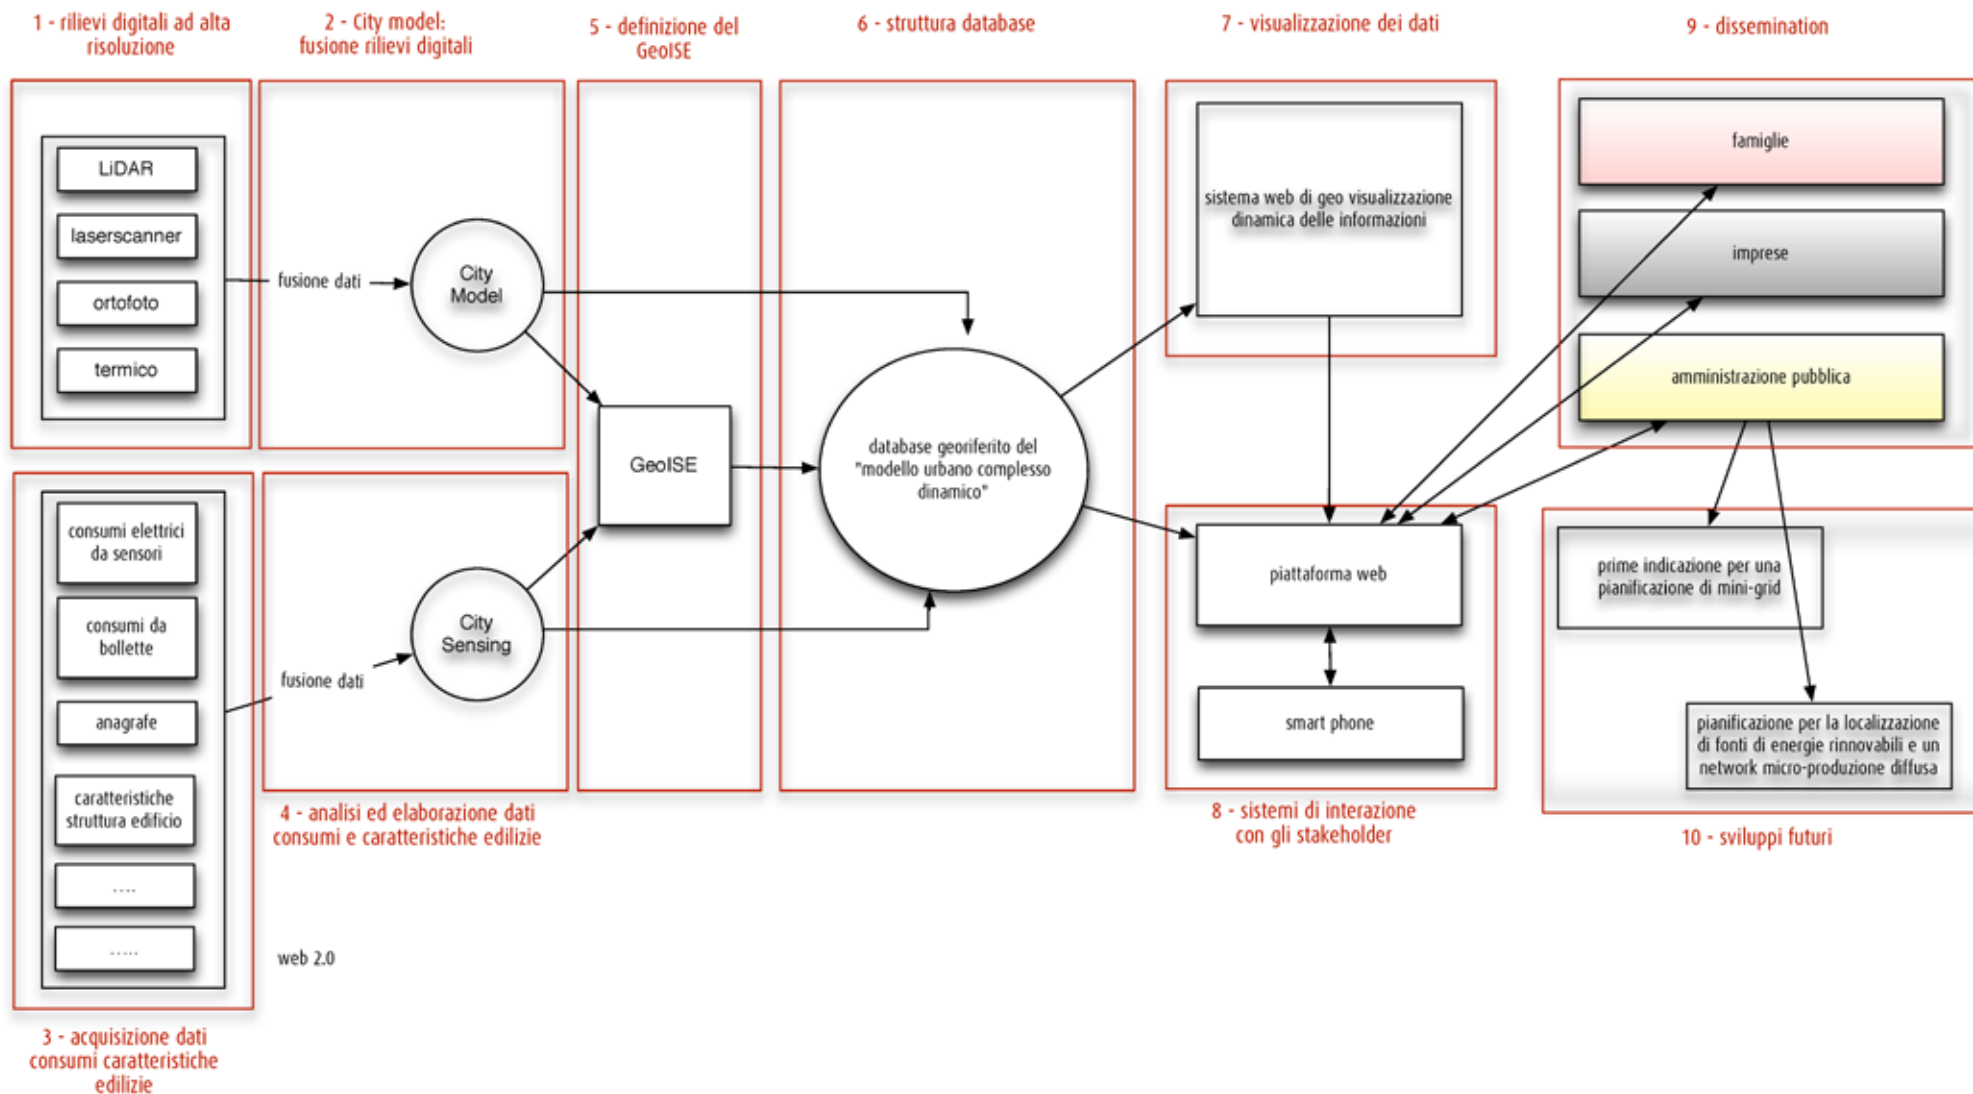 1 - rilievi digitali ad alta
risoluzione
2 - City model:
fusione rilievi digitali
5 - definizione del
GeoISE
6 - struttura database
7 - visualizzazione dei dati
9 - dissemination
LiDAR
laserscanner
ortofoto
termico
fusione dati
City
Model
GeoISE
database georiferito del
"modello urbano complesso
dinamico"
sistema web di geo visualizzazione
dinamica delle informazioni
famiglie
imprese
amministrazione pubblica
consumi elettrici
da sensori
consumi da
bollette
anagrafe
caratteristiche
struttura edificio
....
.....
fusione dati
City
Sensing
piattaforma web
smart phone
prime indicazione per una
pianificazione di mini-grid
pianificazione per la localizzazione
di fonti di energie rinnovabili e un
network micro-produzione diffusa
4 - analisi ed elaborazione dati
consumi e caratteristiche edilizie
8 - sistemi di interazione
con gli stakeholder
10 - sviluppi futuri
web 2.0
3 - acquisizione dati
consumi caratteristiche
edilizie